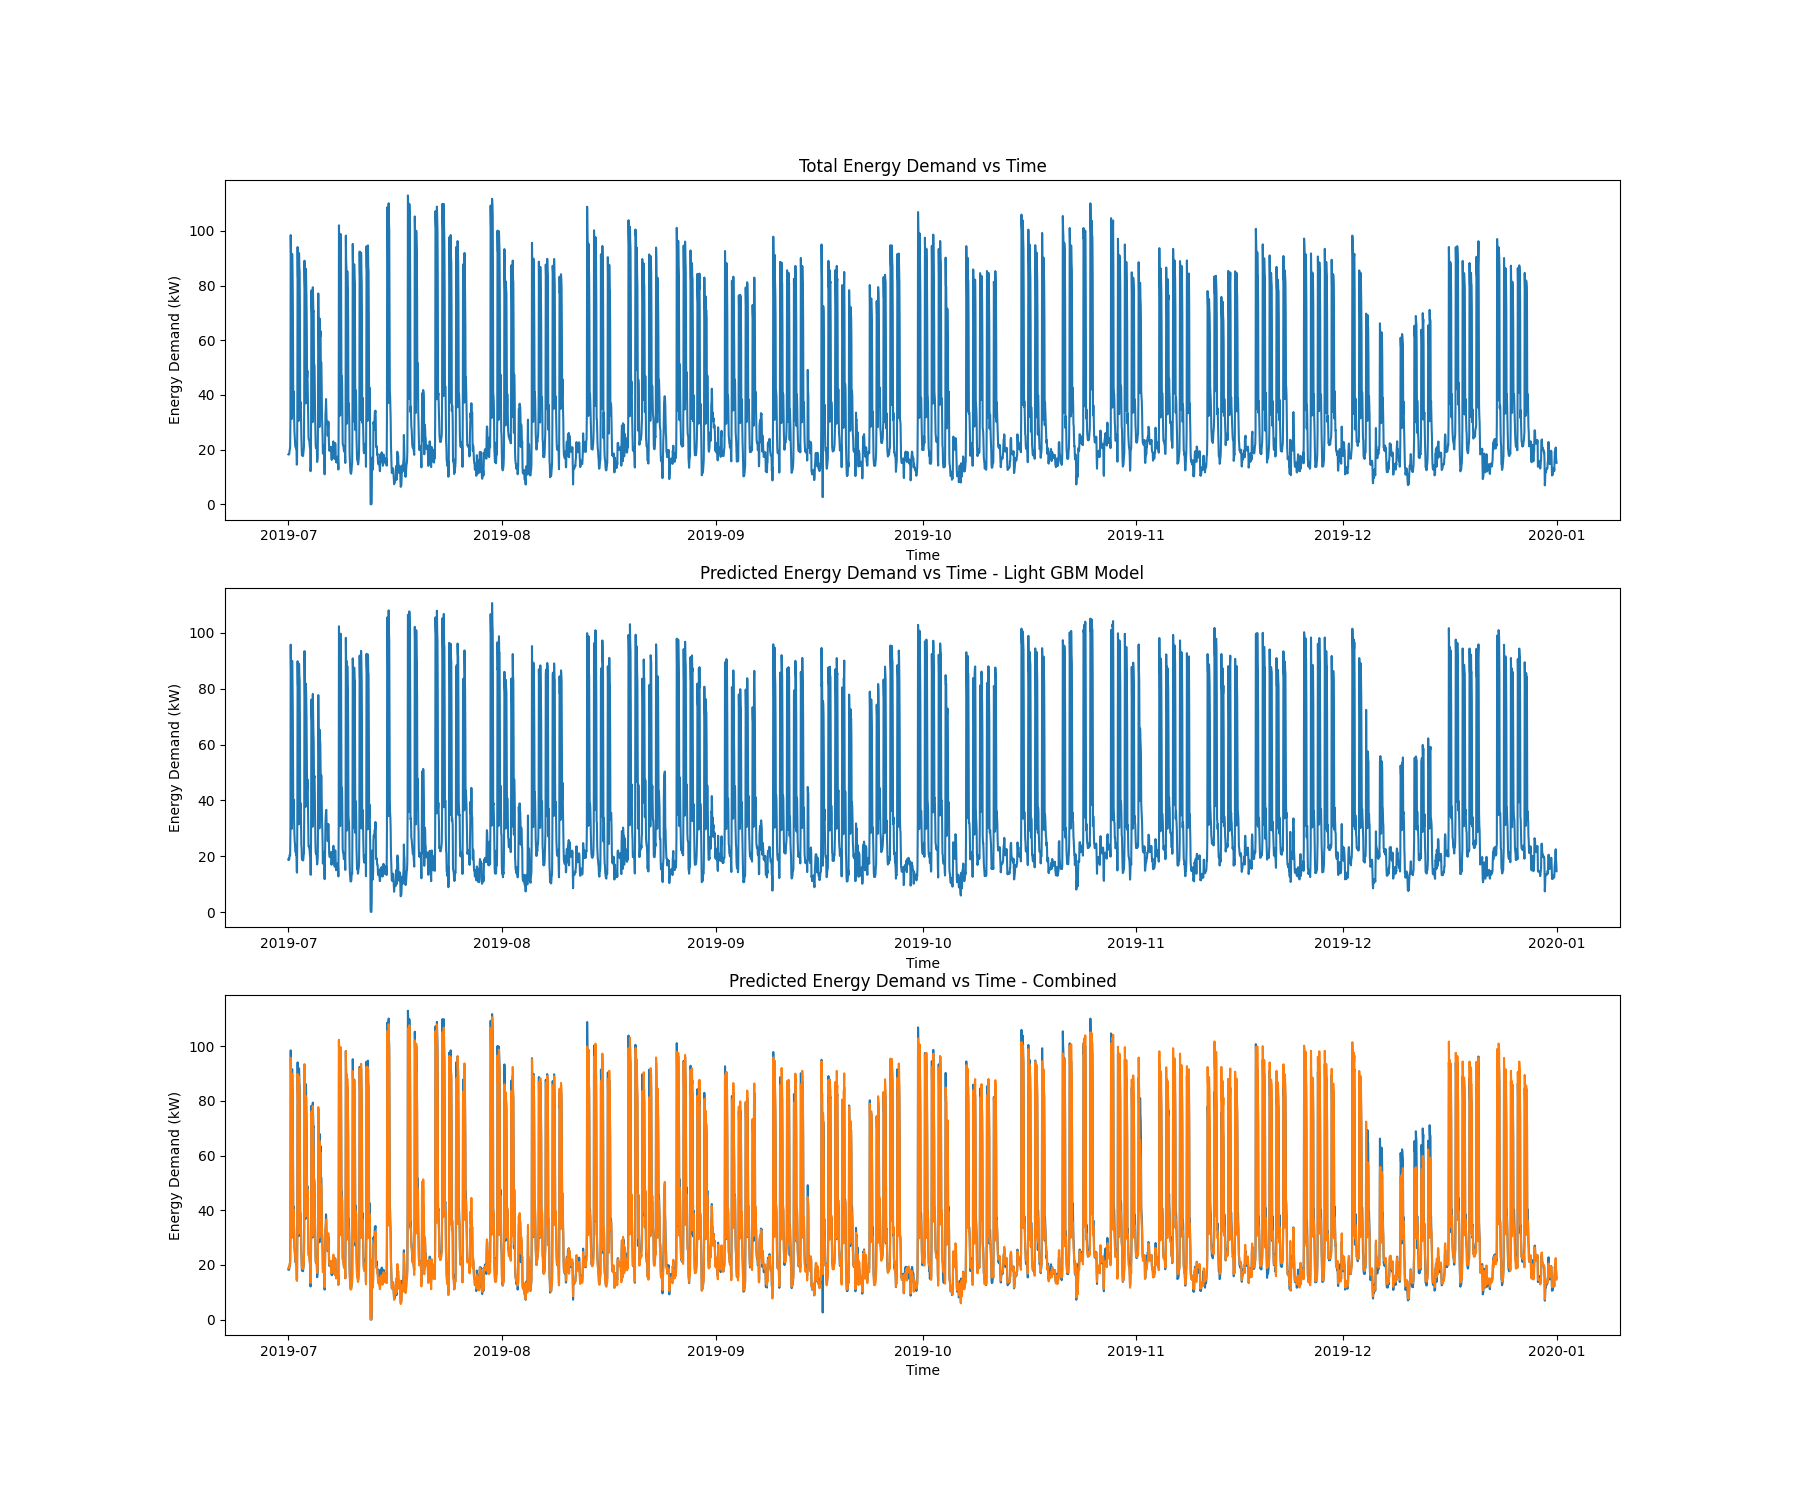 Total Energy Demand vs Time
Energy Demand (kW)
100
80
60
40
20
0
2019-07 2019-08 2019-09 2019-10 2019-11 2019-12 2020-01
Time
Predicted Energy Demand vs Time - Light GBM Model
Energy Demand (kW)
100
80
60
40
20
0
2019-07 2019-08 2019-09 2019-10 2019-11 2019-12 2020-01
Time
Predicted Energy Demand vs Time - Combined
Energy Demand (kW)
100
80
60
40
20
0
2019-07 2019-08 2019-09 2019-10 2019-11 2019-12 2020-01
Time